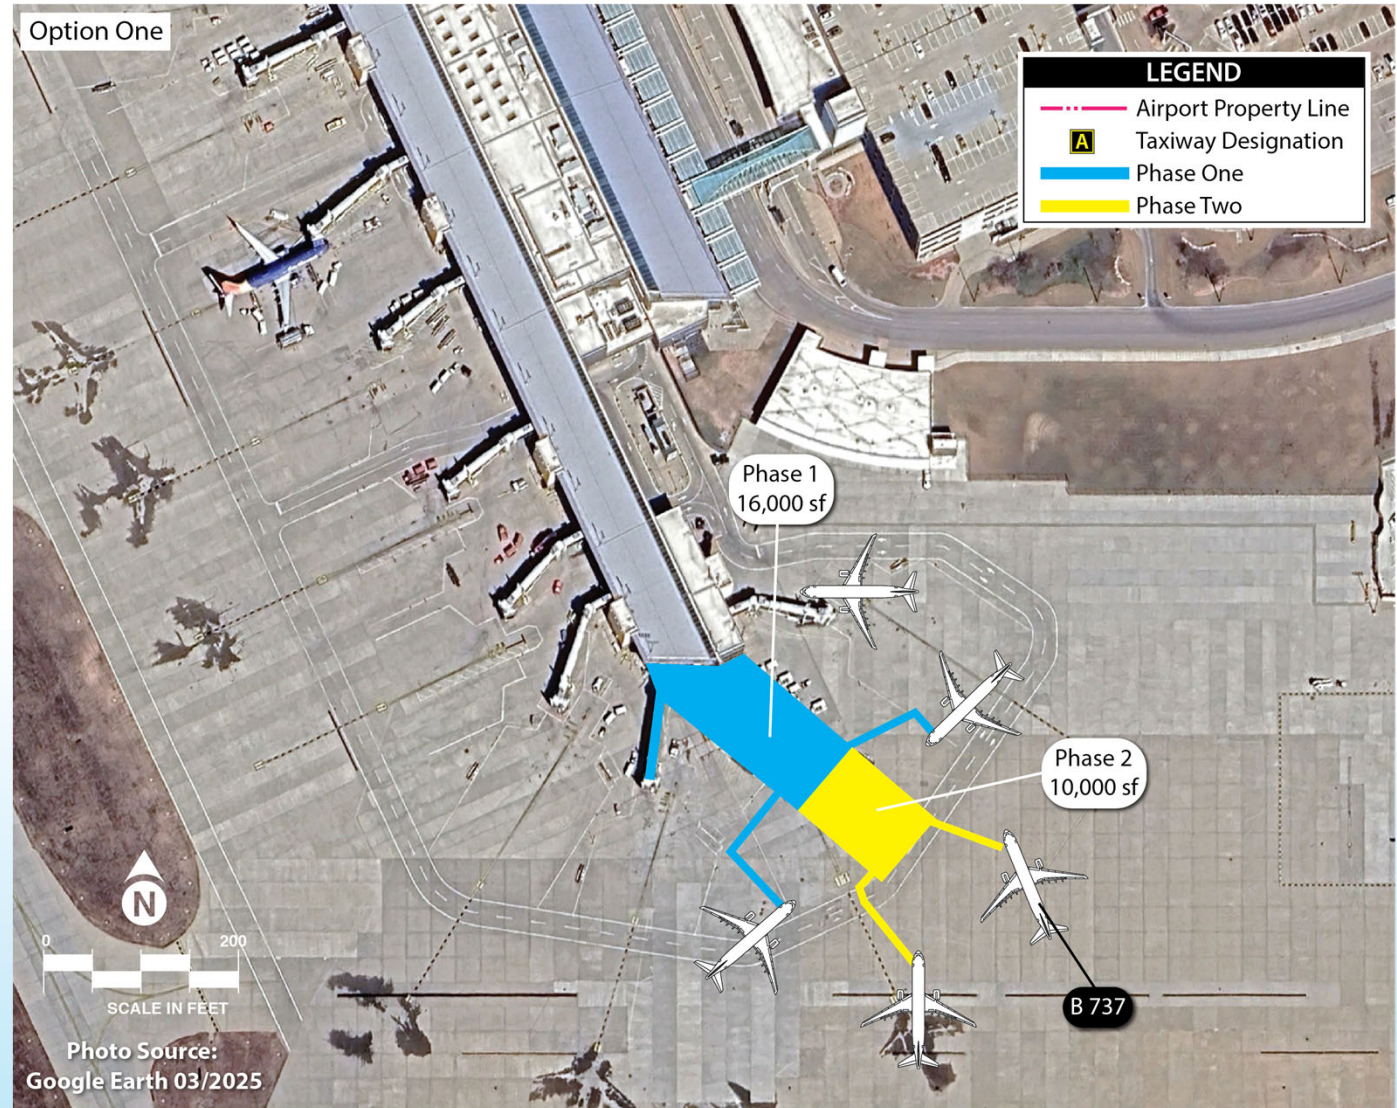 Option One
LEGEND
Airport Property Line
A
Taxiway Designation
Phase One
Phase Two
Phase 1
16,000 sf
Phase 2
10,000 sf
B 737
N
0 200
SCALE IN FEET
Photo Source:
Google Earth 03/2025